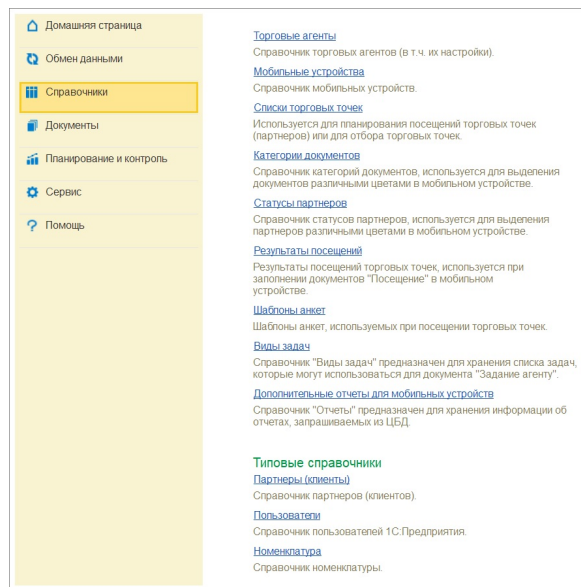 Домашняя страница
Обмен данными
Справочники
Документы
Планирование и контроль
Сервис
Помощь
Торговые агенты
Справочник торговых агентов (в т.ч. их настройки).
Мобильные устройства
Справочник мобильных устройств.
Списки торговых точек
Используется для планирования посещений торговых точек
(партнеров) или для отбора торговых точек.
Категории документов
Справочник категорий документов, используется для выделения
документов различными цветами в мобильном устройстве.
Статусы партнеров
Справочник статусов партнеров, используется для выделения
партнеров различными цветами в мобильном устройстве.
Результаты посещений
Результаты посещений торговых точек, используется при
заполнении документов "Посещение" в мобильном
устройстве.
Шаблоны анкет
Шаблоны анкет, используемых при посещении торговых точек.
Виды задач
Справочник "Виды задач" предназначен для хранения списка задач,
которые могут использоваться для документа "Задание агенту".
Дополнительные отчеты для мобильных устройств
Справочник "Отчеты" предназначен для хранения информации об
отчетах, запрашиваемых из ЦБД.
Типовые справочники
Партнеры (клиенты)
Справочник партнеров (клиентов).
Пользователи
Справочник пользователей 1С:Предприятия.
Номенклатура
Справочник номенклатуры.